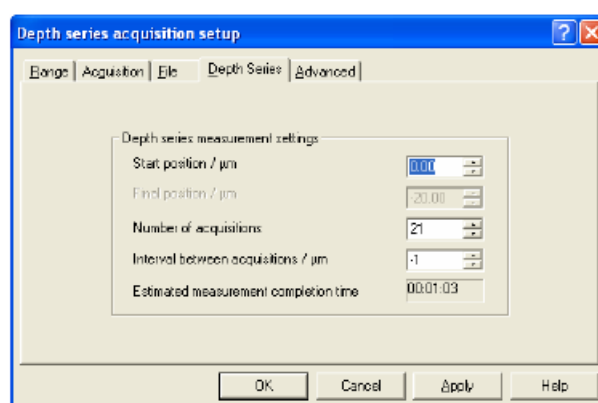 Depth series acquisition setup
Range Acquisition File Depth Series Advanced
Depth series measurement settings
Start position / µm 0.00
Final position / µm -20.00
Number of acquisitions 21
Interval between acquisitions / µm -1
Estimated measurement completion time 00:01:03
OK Cancel Apply Help